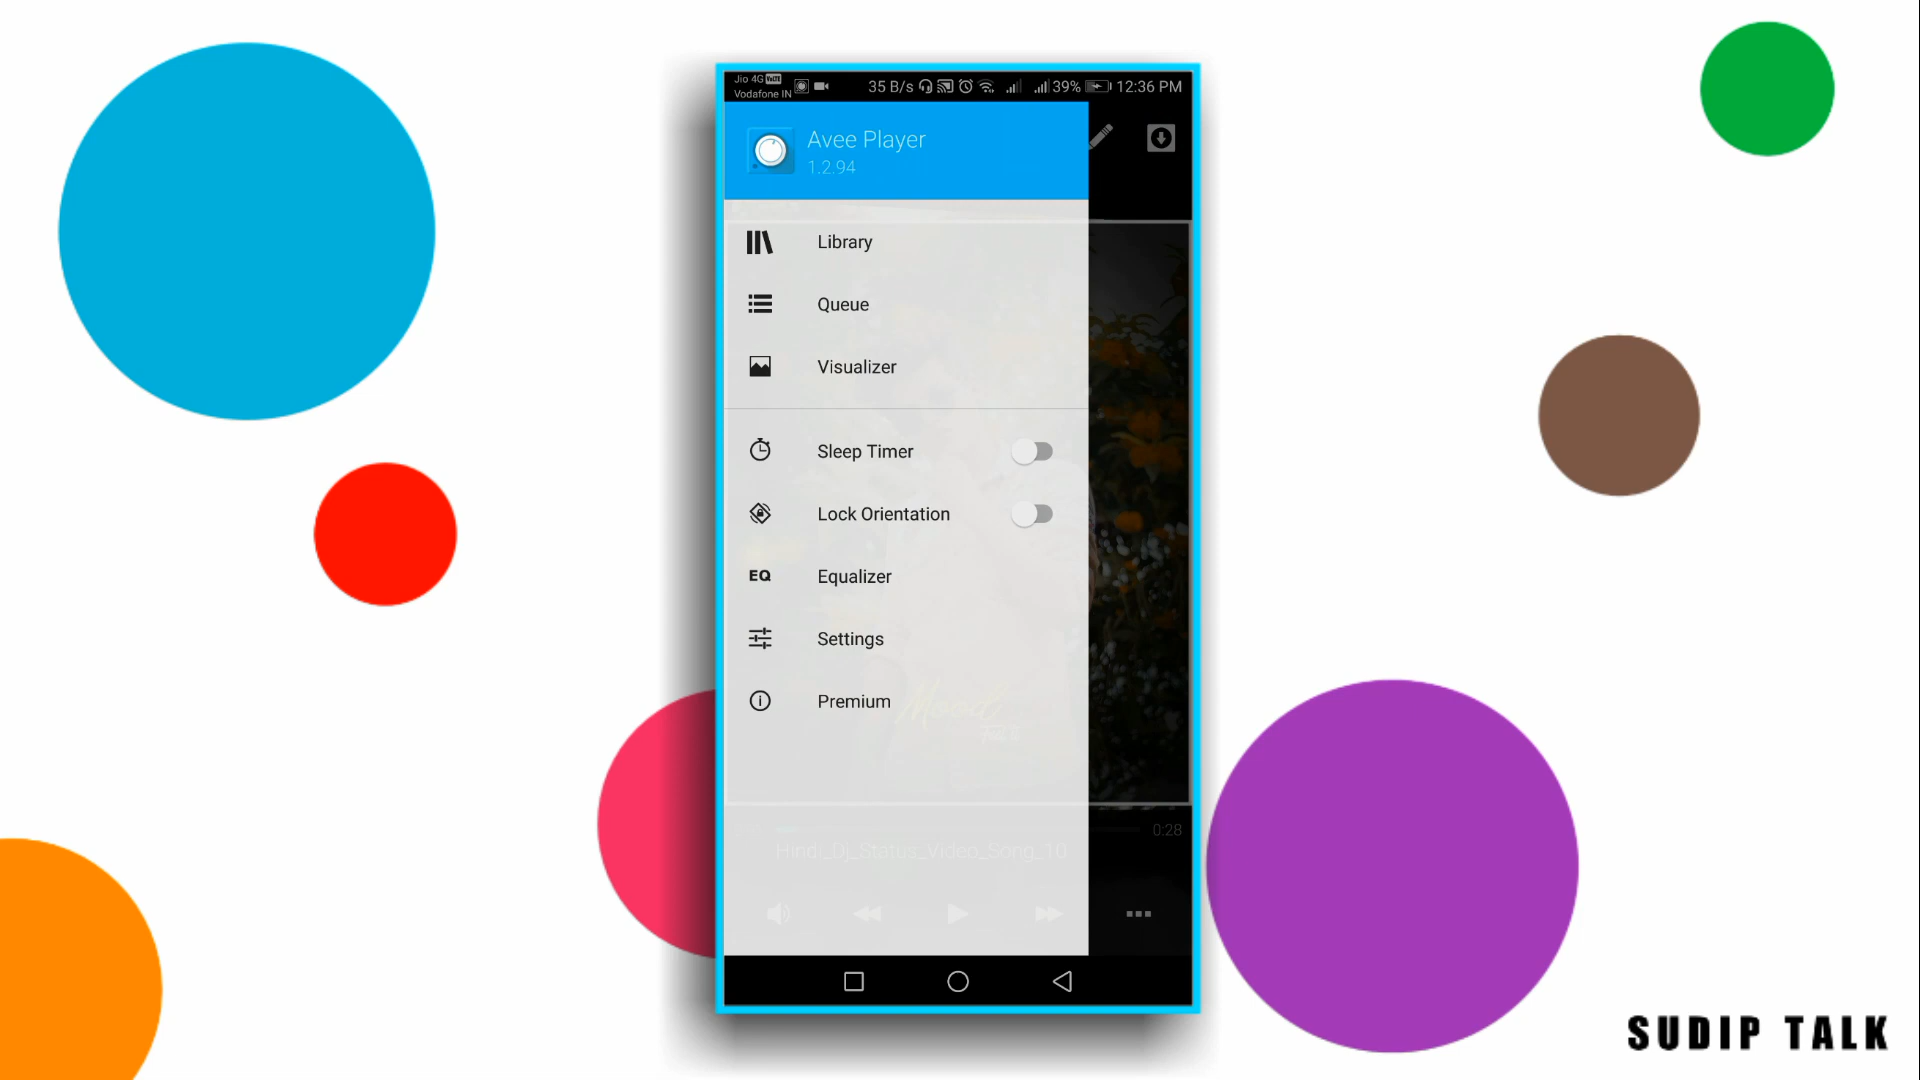 Jio 4G VoLTE
Vodafone IN
35 B/s
39%
12:36 PM
Avee Player
1.2.94
Library
Queue
Visualizer
Sleep Timer
Lock Orientation
EQ
Equalizer
Settings
Premium
0:28
Hindi_Dj_Status_Video_Song_10
SUDIP TALK